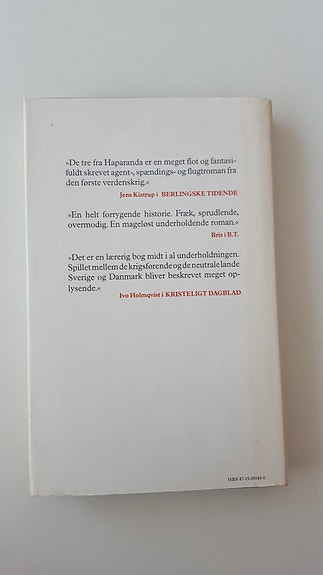 »De tre fra Haparanda er en meget flot og fantasi-
fuldt skrevet agent-, spændings- og flugtroman fra
den første verdenskrig.«
Jens Kistrup i BERLINGSKE TIDENDE
»En helt forrygende historie. Fræk, sprudlende,
overmodig. En mageløst underholdende roman.«
Bris i B.T.
»Det er en lærerig bog midt i al underholdningen.
Spillet mellem de krigsførende og de neutrale lande
Sverige og Danmark bliver beskrevet meget op-
lysende.«
Ivo Holmqvist i KRISTELIGT DAGBLAD
ISBN